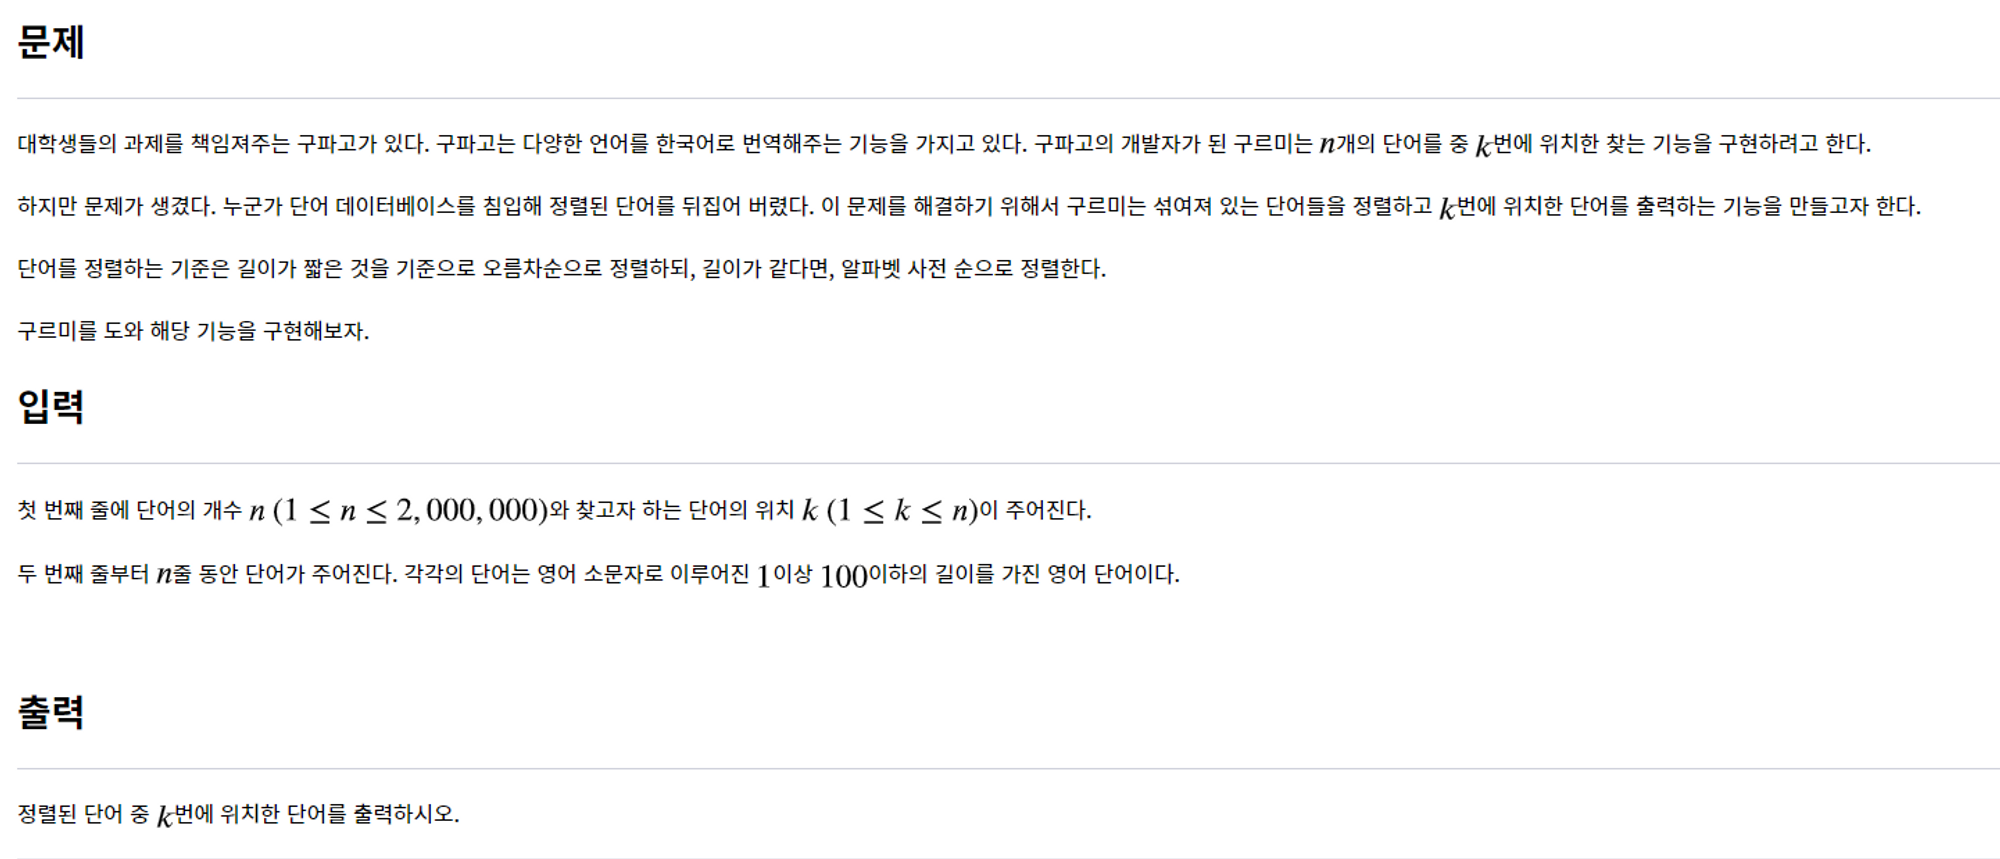 문제
대학생들의 과제를 책임져주는 구파고가 있다. 구파고는 다양한 언어를 한국어로 번역해주는 기능을 가지고 있다. 구파고의 개발자가 된 구르미는 n개의 단어를 중 k번에 위치한 찾는 기능을 구현하려고 한다.
하지만 문제가 생겼다. 누군가 단어 데이터베이스를 침입해 정렬된 단어를 뒤집어 버렸다. 이 문제를 해결하기 위해서 구르미는 섞여져 있는 단어들을 정렬하고 k번에 위치한 단어를 출력하는 기능을 만들고자 한다.
단어를 정렬하는 기준은 길이가 짧은 것을 기준으로 오름차순으로 정렬하되, 길이가 같다면, 알파벳 사전 순으로 정렬한다.
구르미를 도와 해당 기능을 구현해보자.
입력
첫 번째 줄에 단어의 개수 n (1 ≤ n ≤ 2, 000, 000)와 찾고자 하는 단어의 위치 k (1 ≤ k ≤ n)이 주어진다.
두 번째 줄부터 n줄 동안 단어가 주어진다. 각각의 단어는 영어 소문자로 이루어진 1이상 100이하의 길이를 가진 영어 단어이다.
출력
정렬된 단어 중 k번에 위치한 단어를 출력하시오.